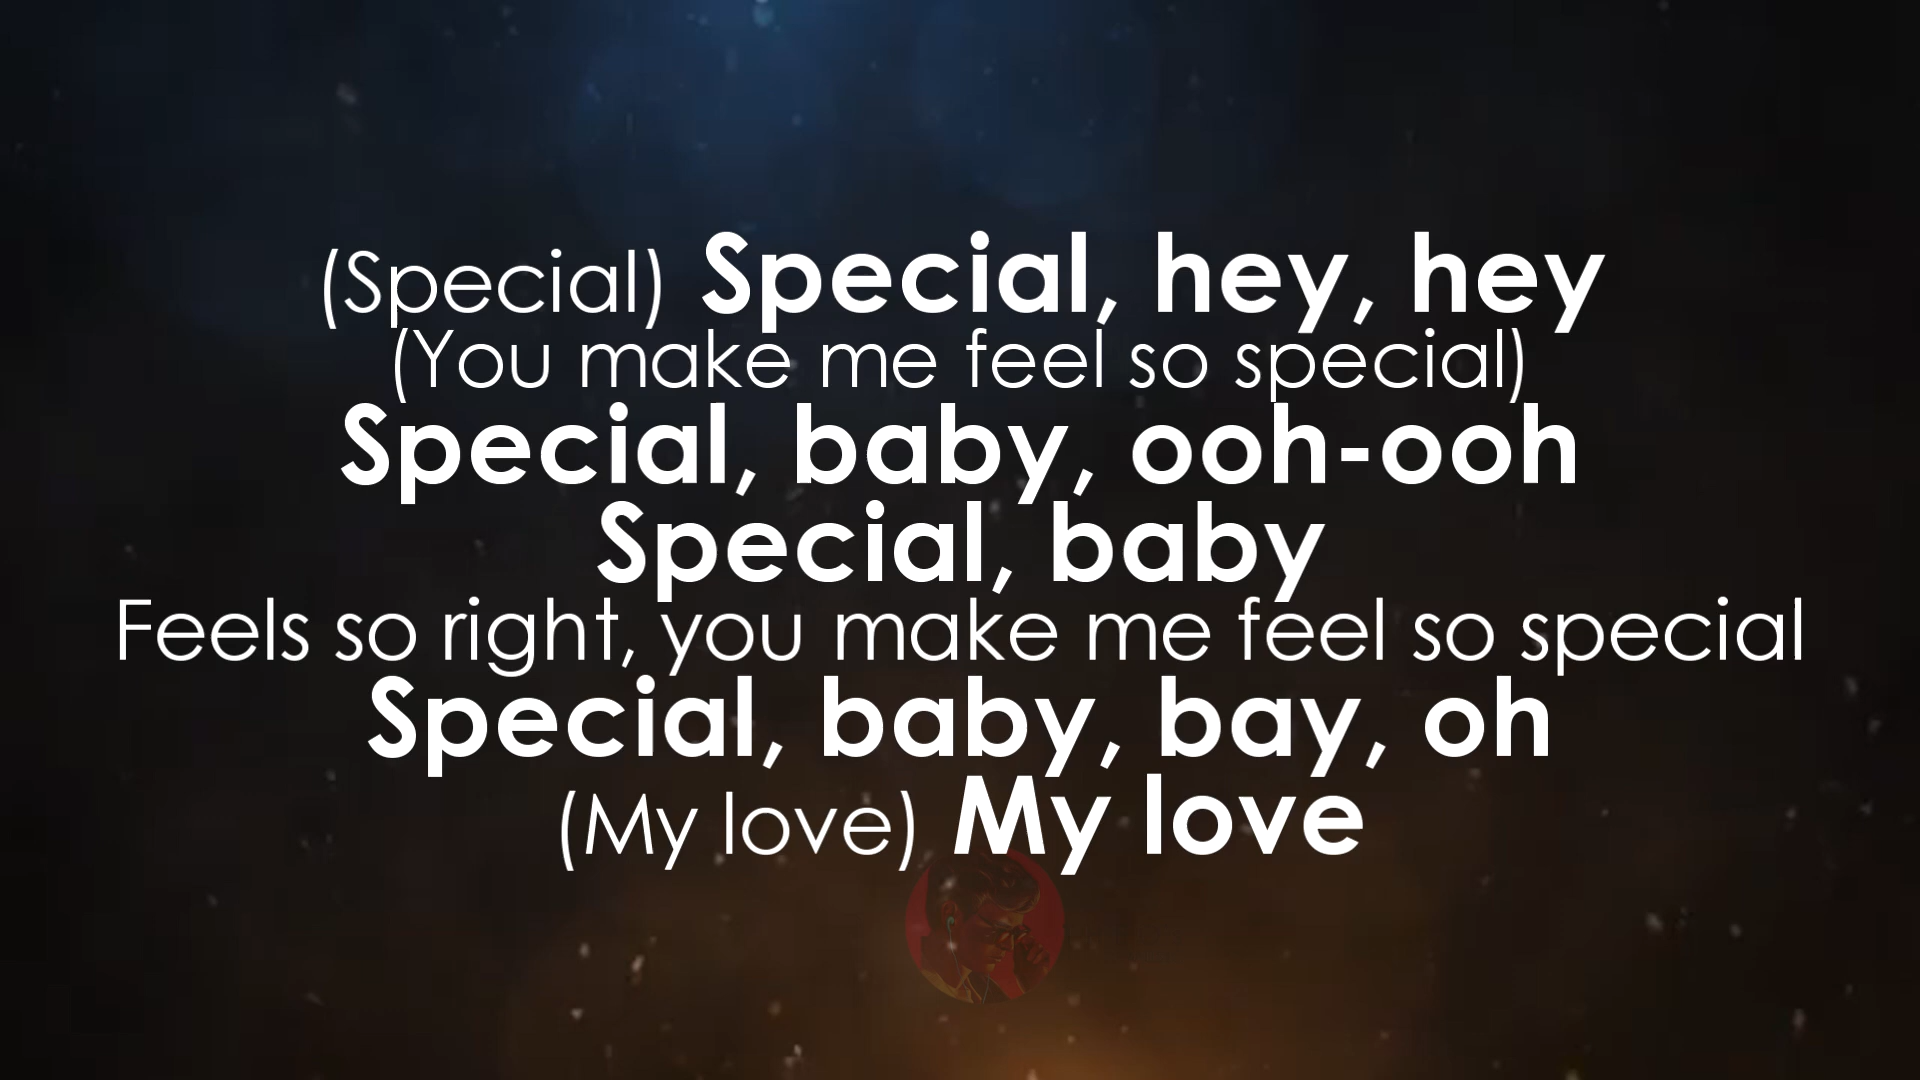 (Special) Special, hey, hey
(You make me feel so special)
Special, baby, ooh-ooh
Special, baby
Feels so right, you make me feel so special
Special, baby, bay, oh
(My love) My love